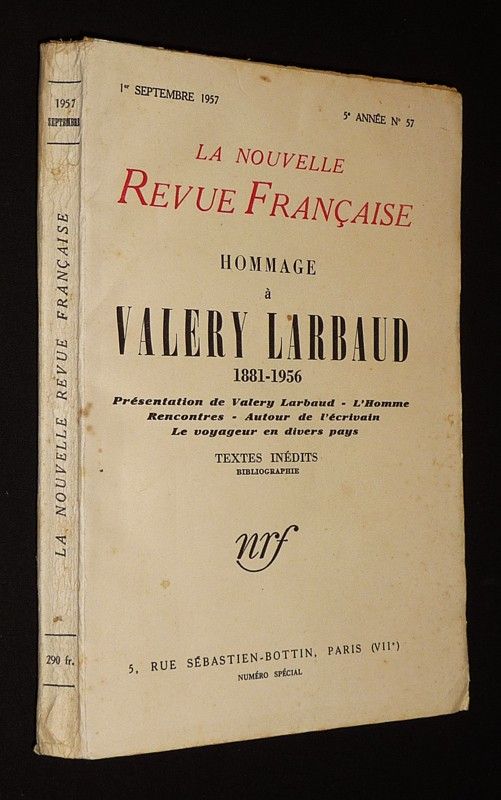 1957
SEPTEMBRE
LA NOUVELLE REVUE FRANÇAISE
290 fr.
1er SEPTEMBRE 1957
5e ANNÉE No 57
LA NOUVELLE
REVUE FRANÇAISE
HOMMAGE
à
VALERY LARBAUD
1881-1956
Présentation de Valery Larbaud - L'Homme
Rencontres - Autour de l'écrivain
Le voyageur en divers pays
TEXTES INÉDITS
BIBLIOGRAPHIE
nrf
5, RUE SÉBASTIEN-BOTTIN, PARIS (VIIe)
NUMÉRO SPÉCIAL